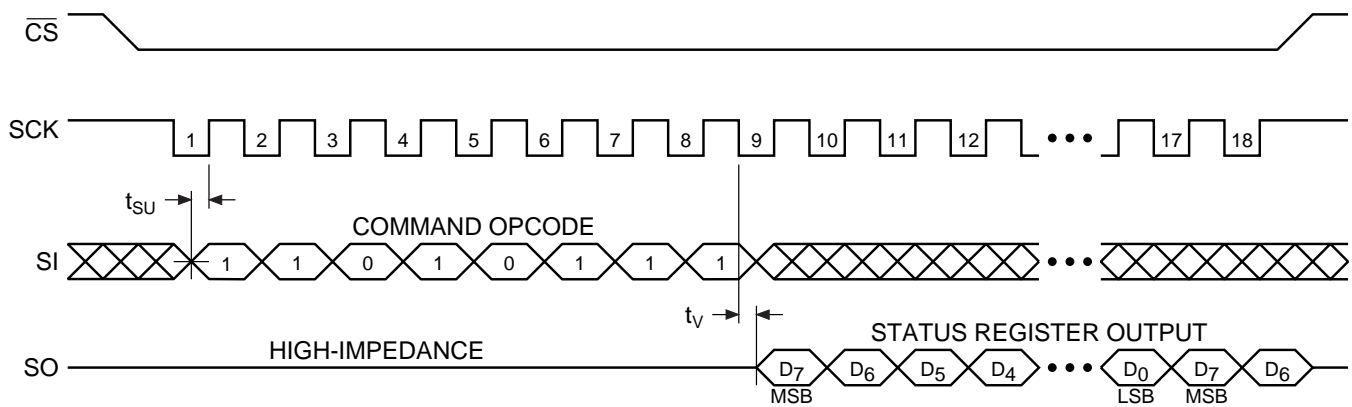 CS
SCK 1 2 3 4 5 6 7 8 9 10 11 12 ••• 17 18
tSU
COMMAND OPCODE
SI 1 1 0 1 0 1 1 1 •••
tV
HIGH-IMPEDANCE STATUS REGISTER OUTPUT
SO D7 D6 D5 D4 ••• D0 D7 D6
MSB LSB MSB